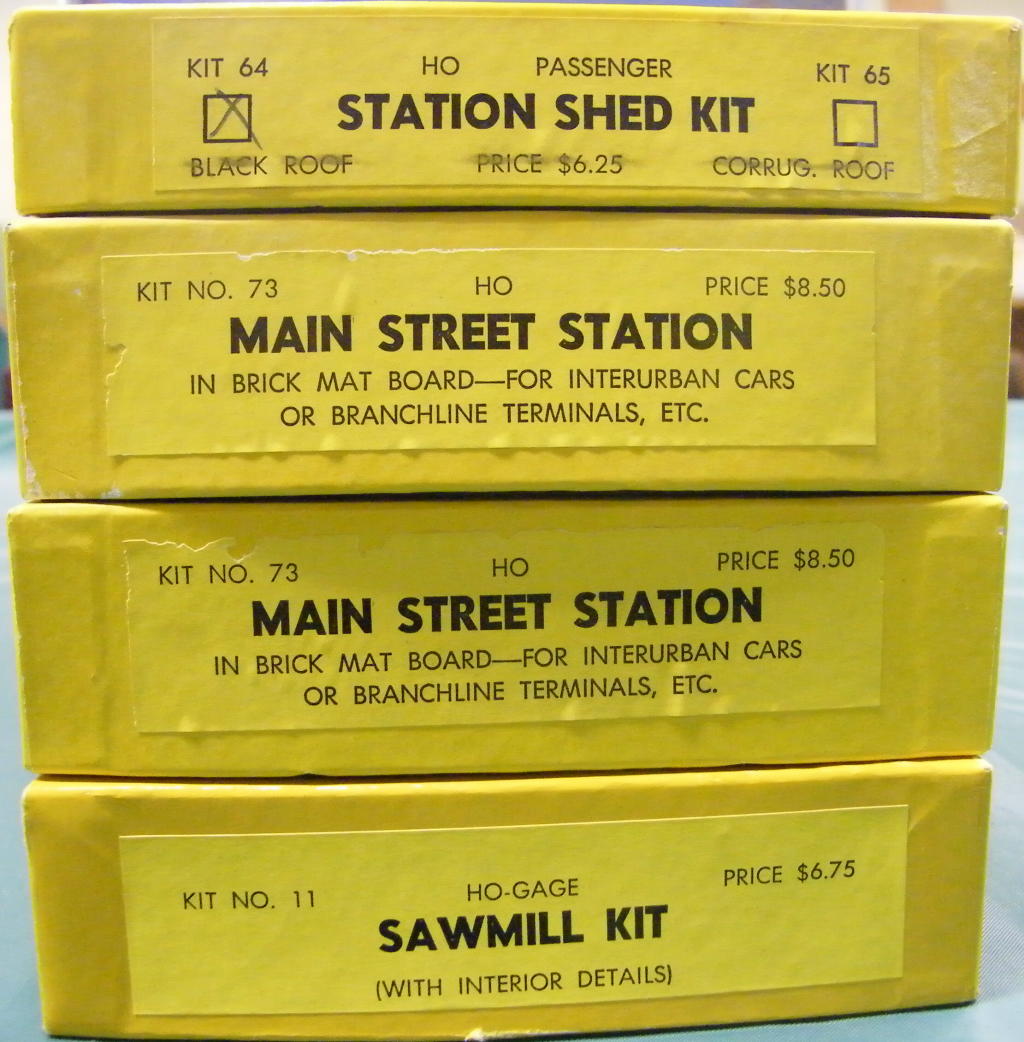 KIT 64 HO PASSENGER KIT 65
STATION SHED KIT
BLACK ROOF PRICE $6.25 CORRUG. ROOF
KIT NO. 73 HO PRICE $8.50
MAIN STREET STATION
IN BRICK MAT BOARD—FOR INTERURBAN CARS
OR BRANCHLINE TERMINALS, ETC.
KIT NO. 73 HO PRICE $8.50
MAIN STREET STATION
IN BRICK MAT BOARD—FOR INTERURBAN CARS
OR BRANCHLINE TERMINALS, ETC.
KIT NO. 11 HO-GAGE PRICE $6.75
SAWMILL KIT
(WITH INTERIOR DETAILS)